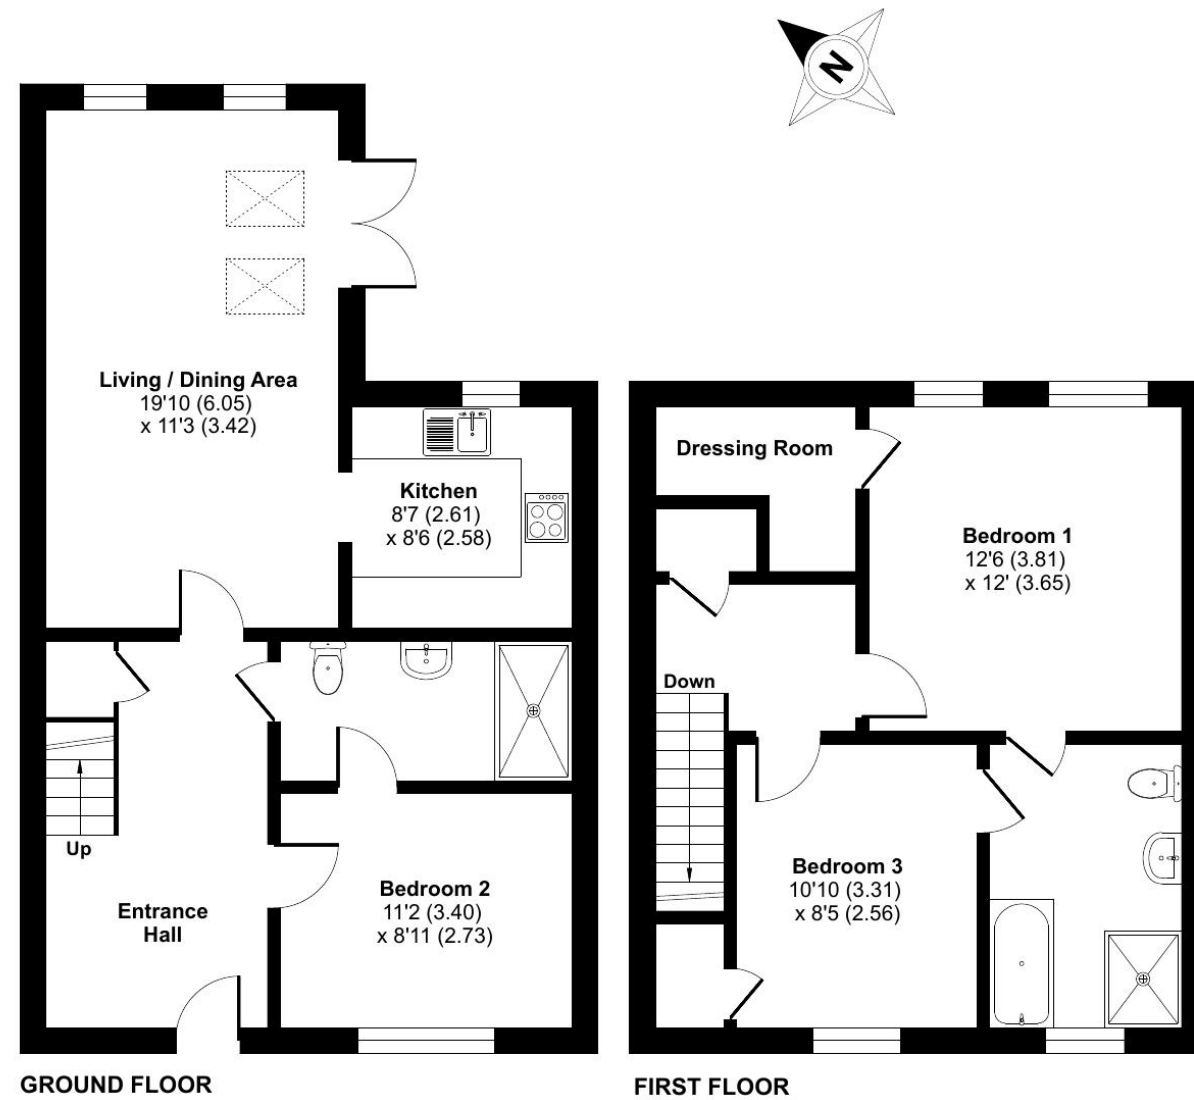 N
Living / Dining Area
19'10 (6.05)
x 11'3 (3.42)
Kitchen
8'7 (2.61)
x 8'6 (2.58)
Up
Entrance
Hall
Bedroom 2
11'2 (3.40)
x 8'11 (2.73)
GROUND FLOOR
Dressing Room
Bedroom 1
12'6 (3.81)
x 12' (3.65)
Down
Bedroom 3
10'10 (3.31)
x 8'5 (2.56)
FIRST FLOOR